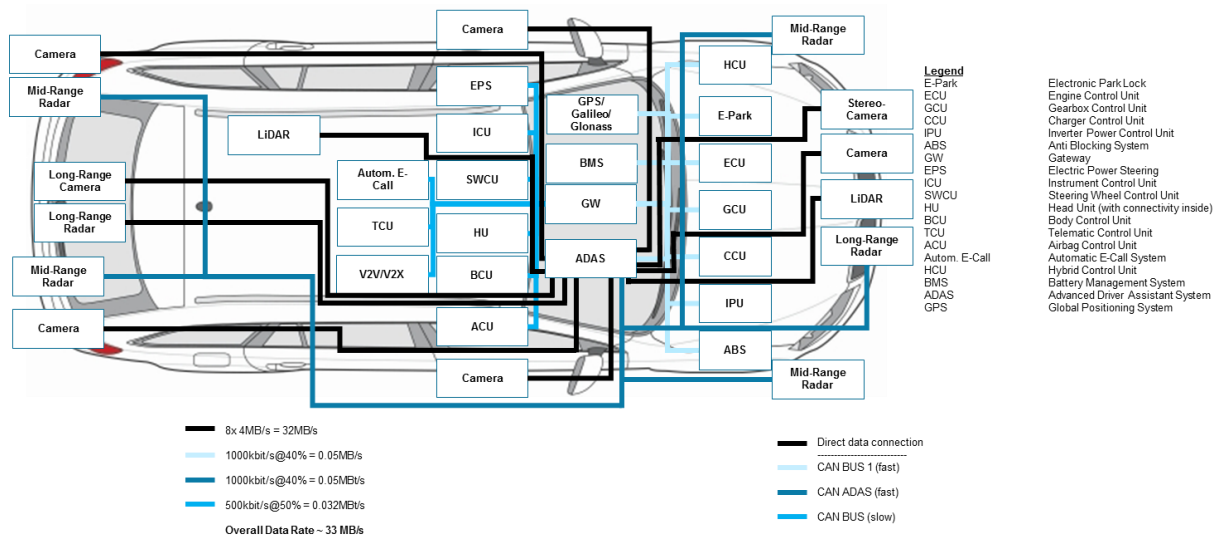 Camera
Mid-Range
Radar
Camera
Mid-Range
Radar
HCU
EPS
Legend
E-Park Electronic Park Lock
ECU Engine Control Unit
GCU Gearbox Control Unit
CCU Charger Control Unit
IPU Inverter Power Control Unit
ABS Anti Blocking System
GW Gateway
EPS Electric Power Steering
ICU Instrument Control Unit
SWCU Steering Wheel Control Unit
HU Head Unit (with connectivity inside)
BCU Body Control Unit
TCU Telematic Control Unit
ACU Airbag Control Unit
Autom. E-Call Automatic E-Call System
HCU Hybrid Control Unit
BMS Battery Management System
ADAS Advanced Driver Assistant System
GPS Global Positioning System
GPS/
Galileo/
Glonass
E-Park
Stereo-
Camera
LiDAR
ICU
BMS
ECU
Camera
Long-Range
Camera
Autom. E-
Call
SWCU
GW
GCU
LiDAR
Long-Range
Radar
TCU
HU
ADAS
CCU
Long-Range
Radar
Mid-Range
Radar
V2V/V2X
BCU
IPU
Camera
ACU
ABS
Camera
Mid-Range
Radar
8x 4MB/s = 32MB/s
1000kbit/s@40% = 0.05MB/s
1000kbit/s@40% = 0.05MBt/s
500kbit/s@50% = 0.032MBt/s
Overall Data Rate ~ 33 MB/s
Direct data connection
---------------------------
CAN BUS 1 (fast)
CAN ADAS (fast)
CAN BUS (slow)